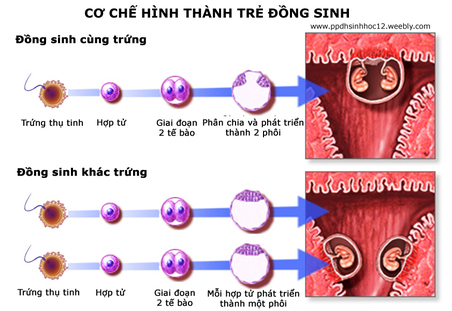 CƠ CHẾ HÌNH THÀNH TRẺ ĐỒNG SINH
www.ppdhsinhhoc12.weebly.com
Đồng sinh cùng trứng
Trứng thụ tinh
Hợp tử
Giai đoạn
2 tế bào
Phân chia và phát triển
thành 2 phôi
Đồng sinh khác trứng
Trứng thụ tinh
Hợp tử
Giai đoạn
2 tế bào
Mỗi hợp tử phát triển
thành một phôi